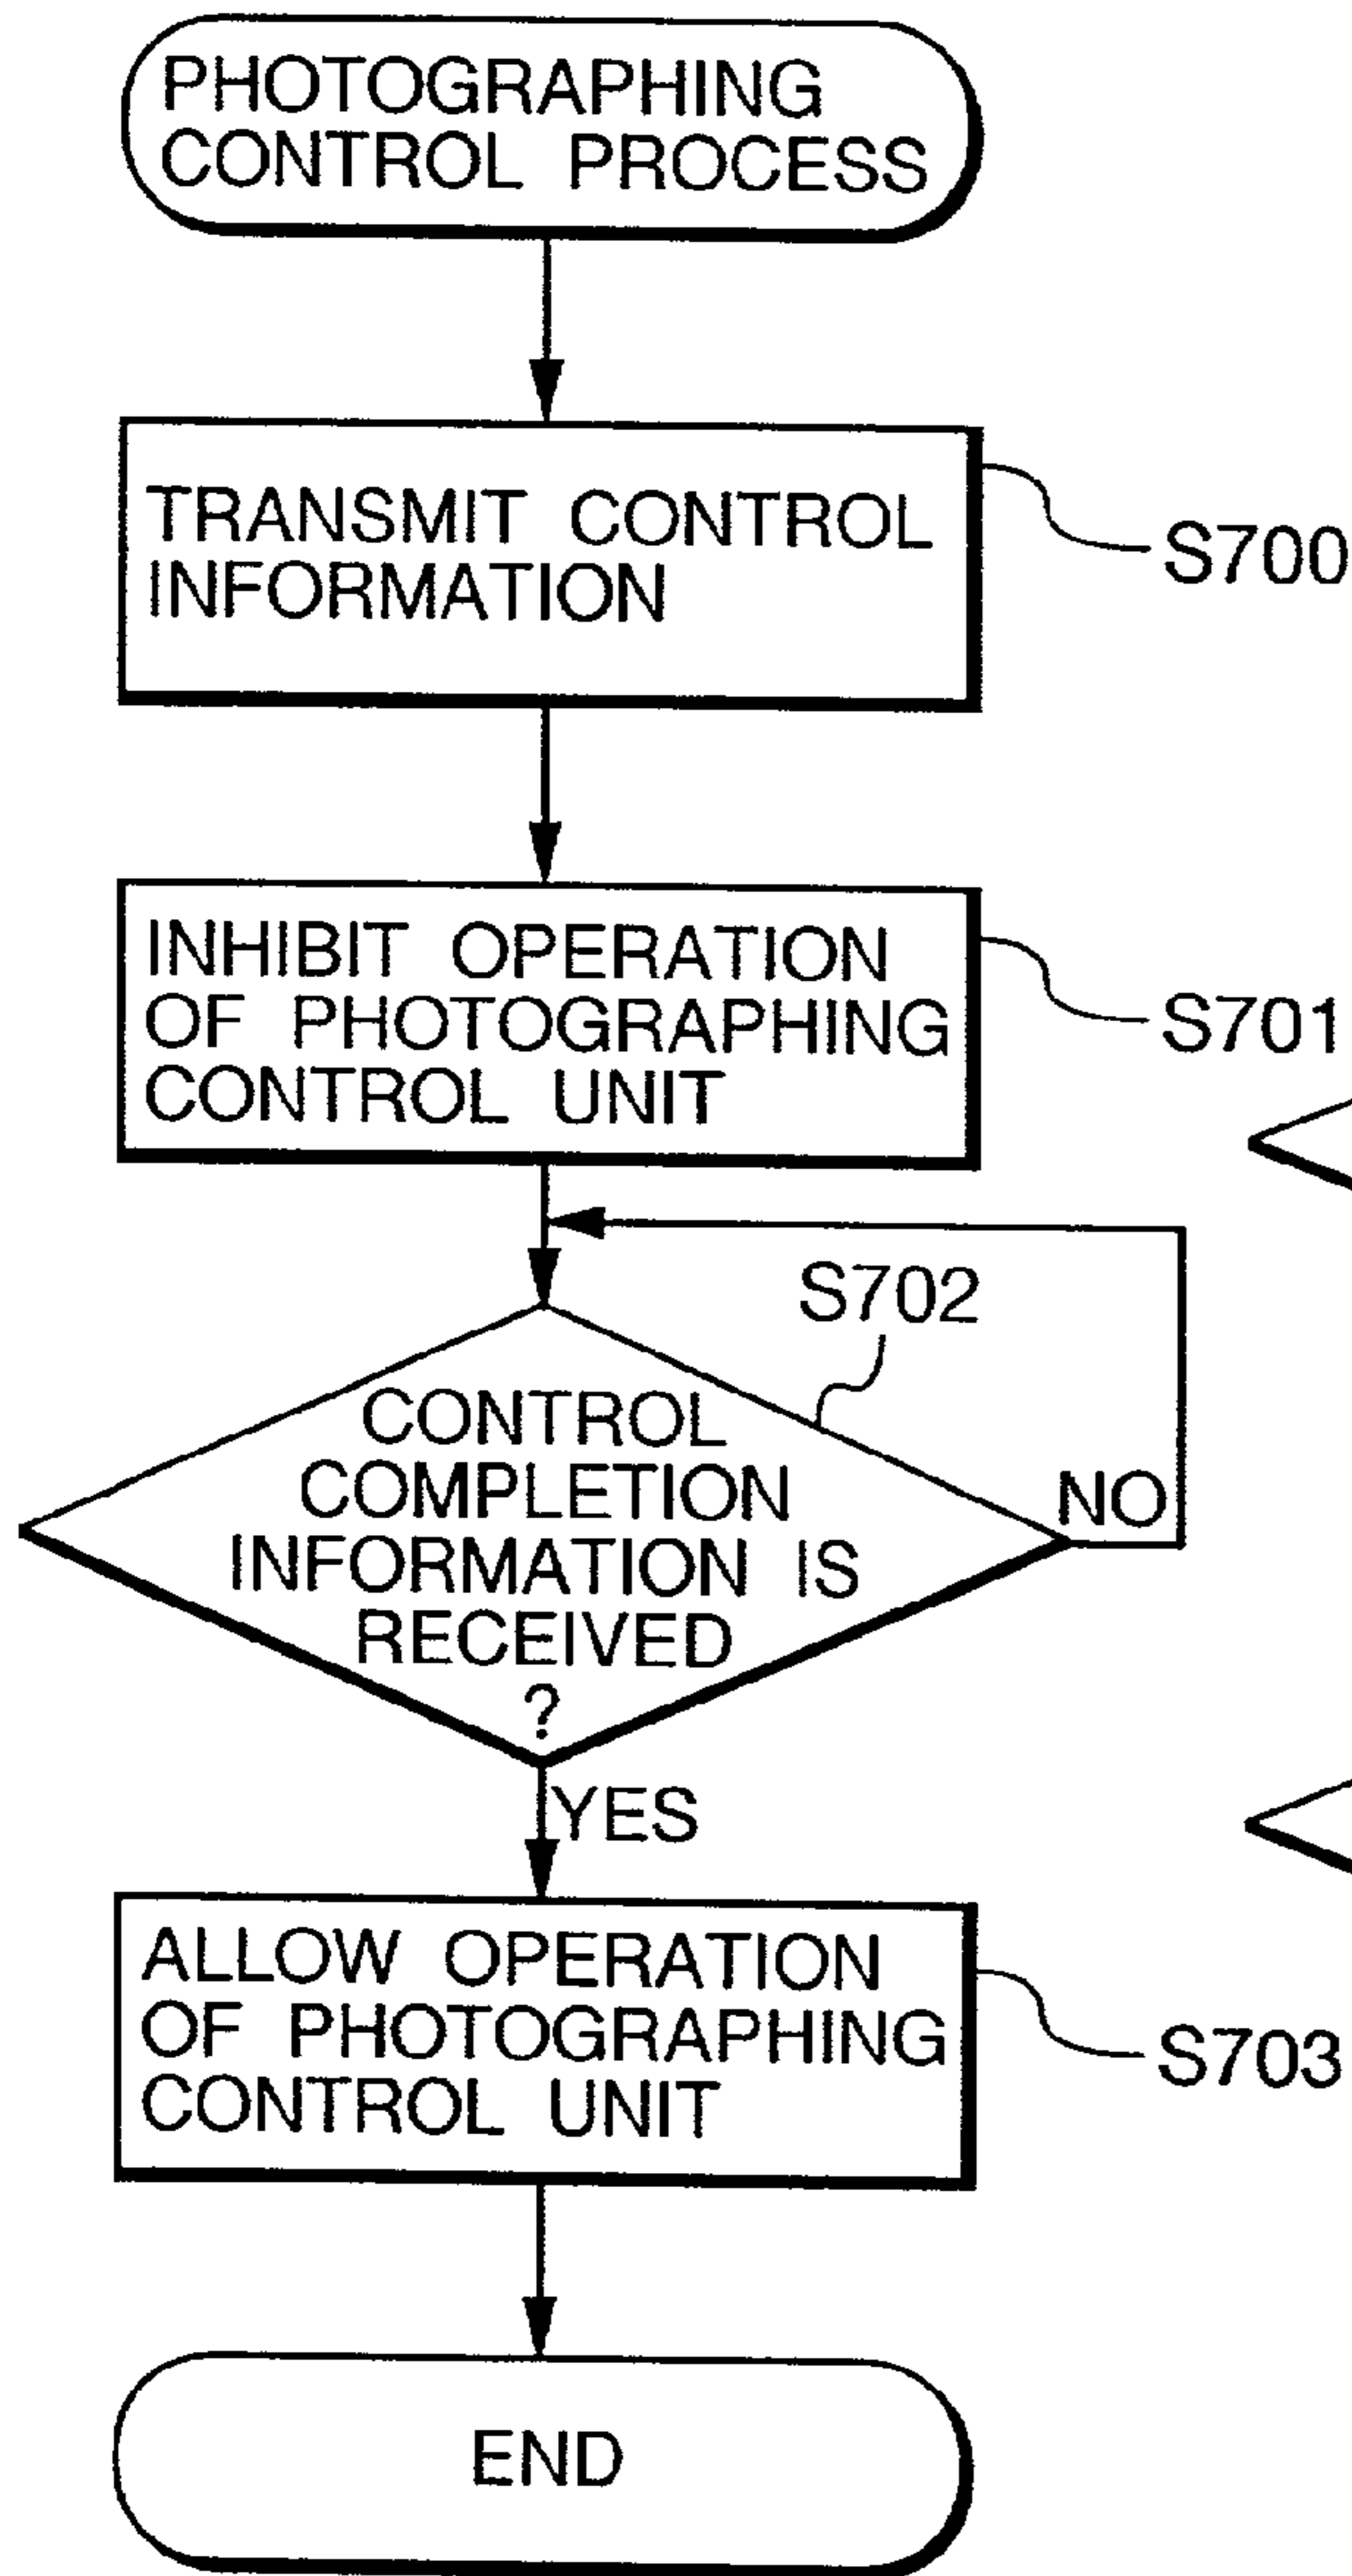 PHOTOGRAPHING
CONTROL PROCESS
TRANSMIT CONTROL
INFORMATION
S700
INHIBIT OPERATION
OF PHOTOGRAPHING
CONTROL UNIT
S701
S702
CONTROL
COMPLETION
INFORMATION IS
RECEIVED
?
NO
YES
ALLOW OPERATION
OF PHOTOGRAPHING
CONTROL UNIT
S703
END